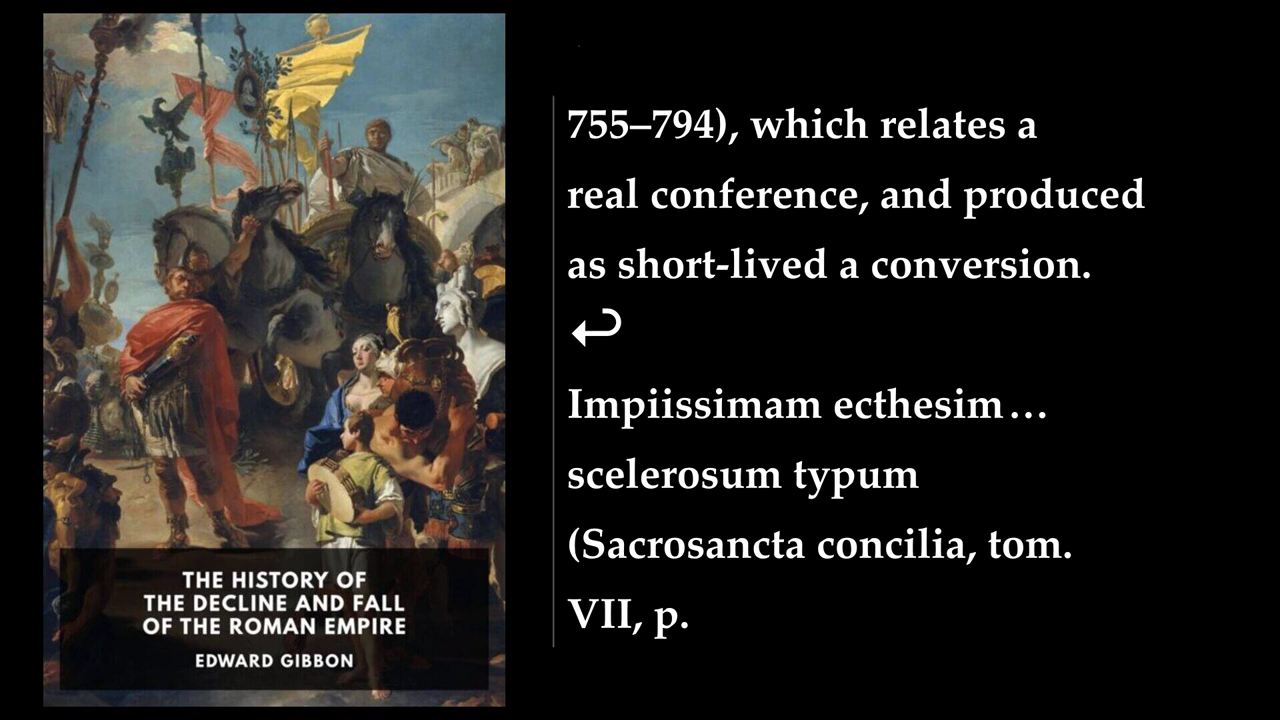 THE HISTORY OF
THE DECLINE AND FALL
OF THE ROMAN EMPIRE
EDWARD GIBBON
755–794), which relates a
real conference, and produced
as short-lived a conversion.
↩
Impiissimam ecthesim…
scelerosum typum
(Sacrosancta concilia, tom.
VII, p.